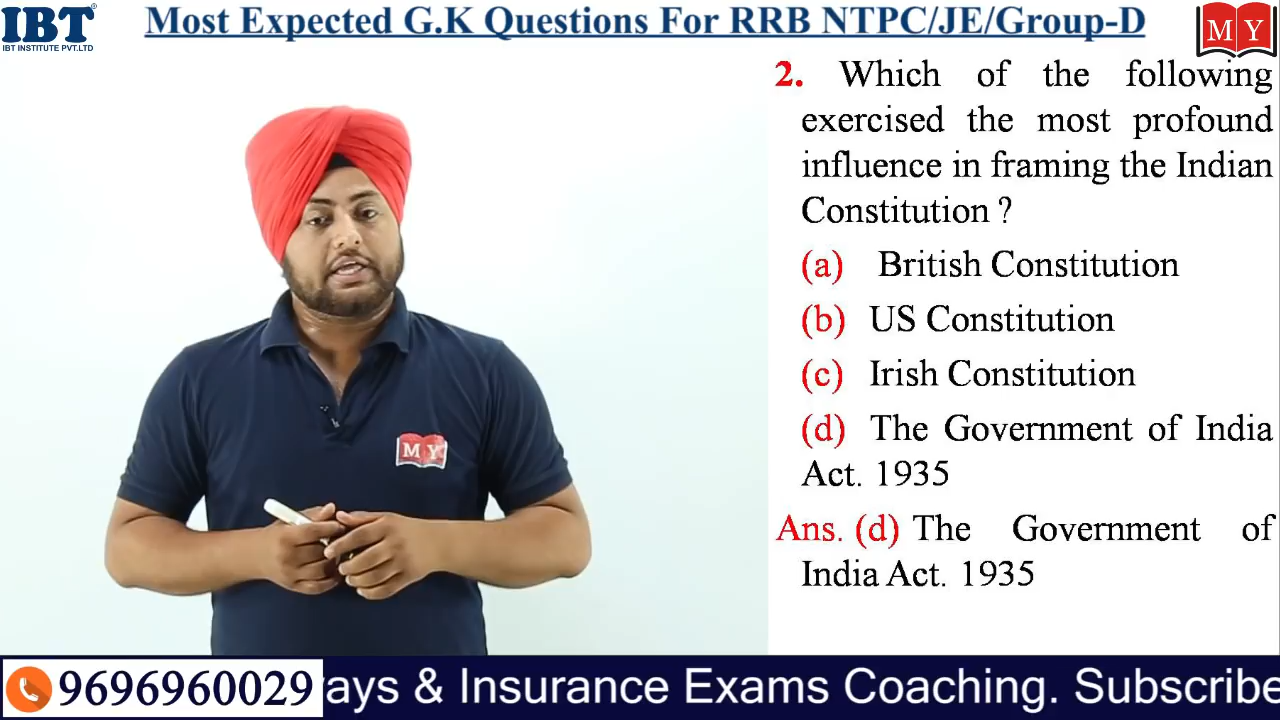 IBT®
IBT INSTITUTE PVT.LTD
Most Expected G.K Questions For RRB NTPC/JE/Group-D
MY
2. Which of the following
exercised the most profound
influence in framing the Indian
Constitution ?
(a) British Constitution
(b) US Constitution
(c) Irish Constitution
(d) The Government of India
Act. 1935
Ans. (d) The Government of
India Act. 1935
MY
9696960029
ways & Insurance Exams Coaching. Subscribe